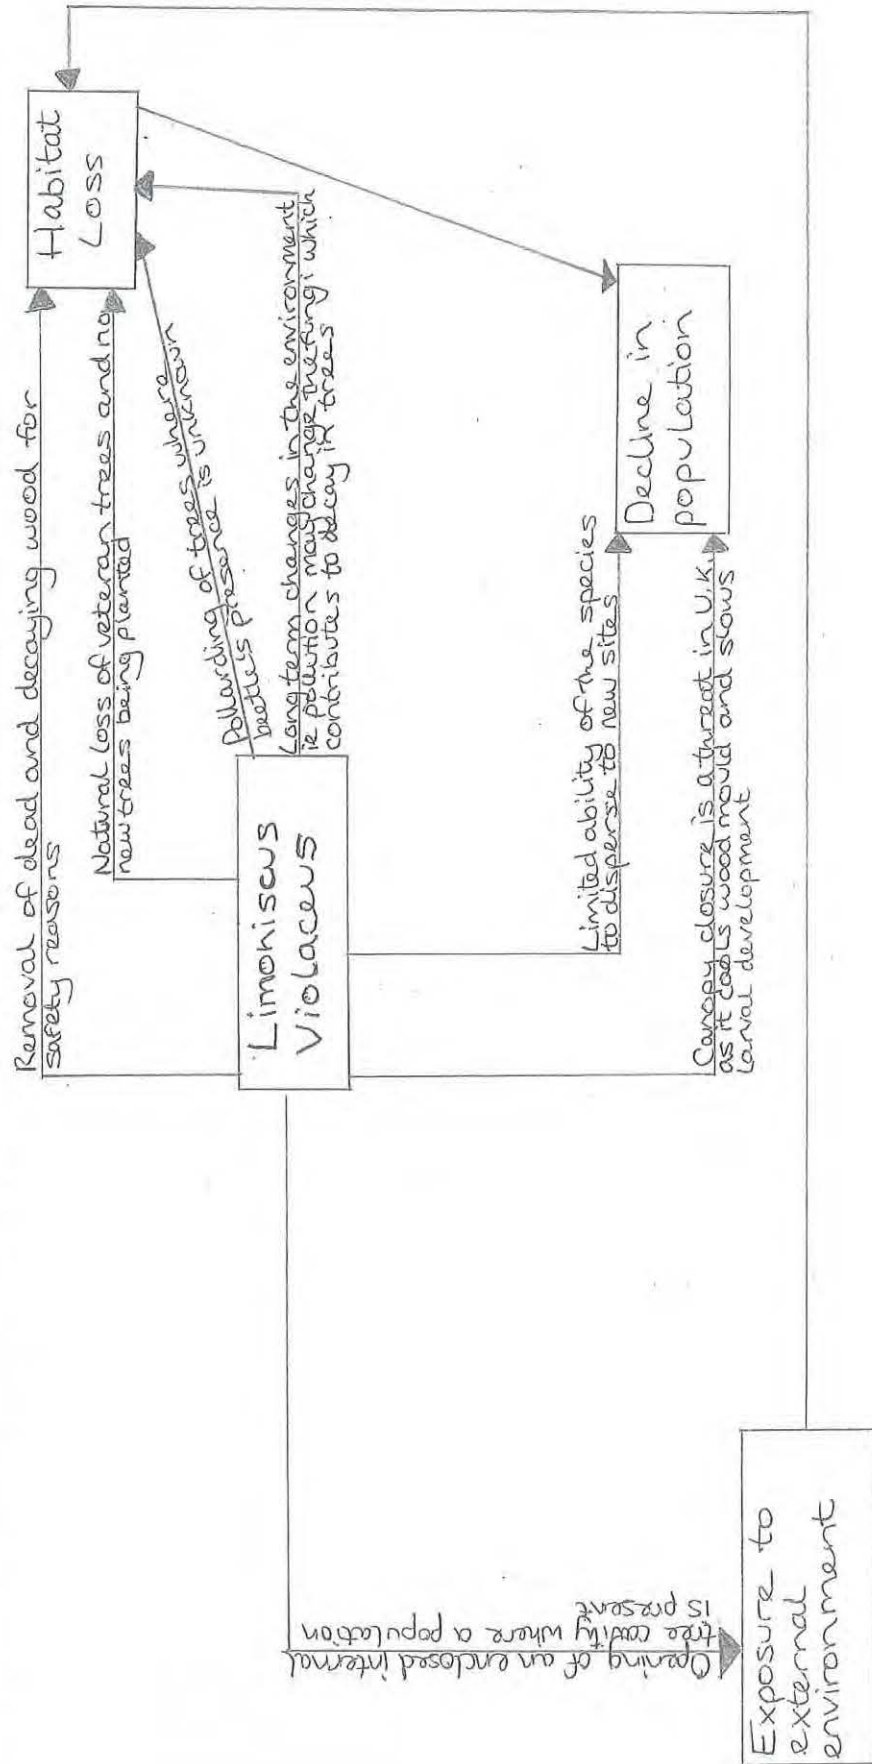 Removal of dead and decaying wood for
safety reasons
Natural loss of veteran trees and no
new trees being planted
Pollarding of trees where
beetle's presence is unknown
Long term changes in the environment
ie pollution may change the fungi which
contributes to decay in trees
Habitat
Loss
Limoniscus
Violaceus
Limited ability of the species
to disperse to new sites
Canopy closure is a threat in U.K.
as it cools wood mould and slows
larval development
Decline in
population
Opening of an enclosed internal
tree cavity where a population
is present
Exposure to
external
environment